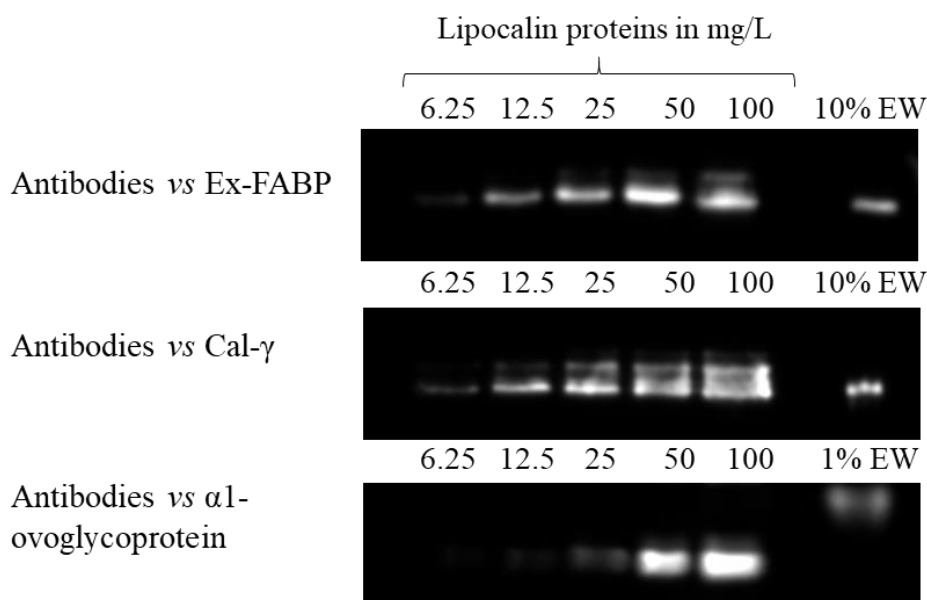 Lipocalin proteins in mg/L
6.25 12.5 25 50 100 10% EW
Antibodies vs Ex-FABP
6.25 12.5 25 50 100 10% EW
Antibodies vs Cal-γ
6.25 12.5 25 50 100 1% EW
Antibodies vs α1-
ovoglycoprotein